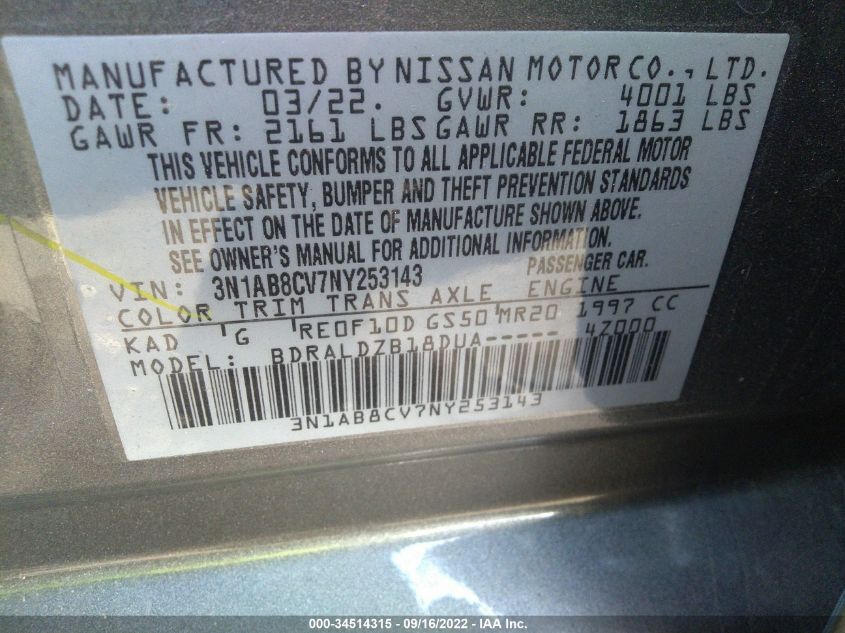 MANUFACTURED BY NISSAN MOTOR CO., LTD.
DATE: 03/22. GVWR: 4001 LBS
GAWR FR: 2161 LBS GAWR RR: 1863 LBS
THIS VEHICLE CONFORMS TO ALL APPLICABLE FEDERAL MOTOR
VEHICLE SAFETY, BUMPER AND THEFT PREVENTION STANDARDS
IN EFFECT ON THE DATE OF MANUFACTURE SHOWN ABOVE.
SEE OWNER'S MANUAL FOR ADDITIONAL INFORMATION.
VIN: 3N1AB8CV7NY253143 PASSENGER CAR.
COLOR TRIM TRANS AXLE ENGINE
KAD G RE0F10D GS50 MR20 1997 CC
MODEL: BDRALDZB18DUA----- 4Z000
3N1AB8CV7NY253143
000-34514315 - 09/16/2022 - IAA Inc.